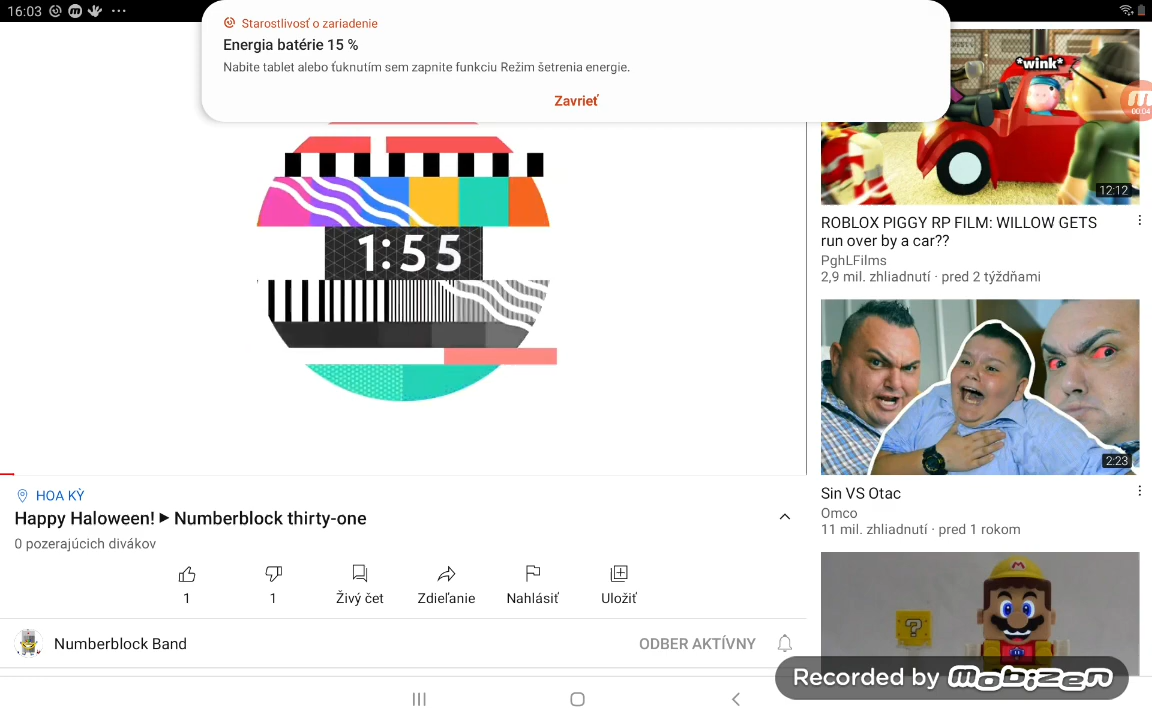 16:03
Starostlivosť o zariadenie
Energia batérie 15 %
Nabite tablet alebo ťuknutím sem zapnite funkciu Režim šetrenia energie.
Zavrieť
1:55
HOA KỲ
Happy Haloween! ▶ Numberblock thirty-one
0 pozerajúcich divákov
1
1
Živý čet
Zdieľanie
Nahlásiť
Uložiť
Numberblock Band
ODBER AKTÍVNY
*wink*
00:04
12:12
ROBLOX PIGGY RP FILM: WILLOW GETS
run over by a car??
PghLFilms
2,9 mil. zhliadnutí · pred 2 týždňami
2:23
Sin VS Otac
Omco
11 mil. zhliadnutí · pred 1 rokom
Recorded by mobizen